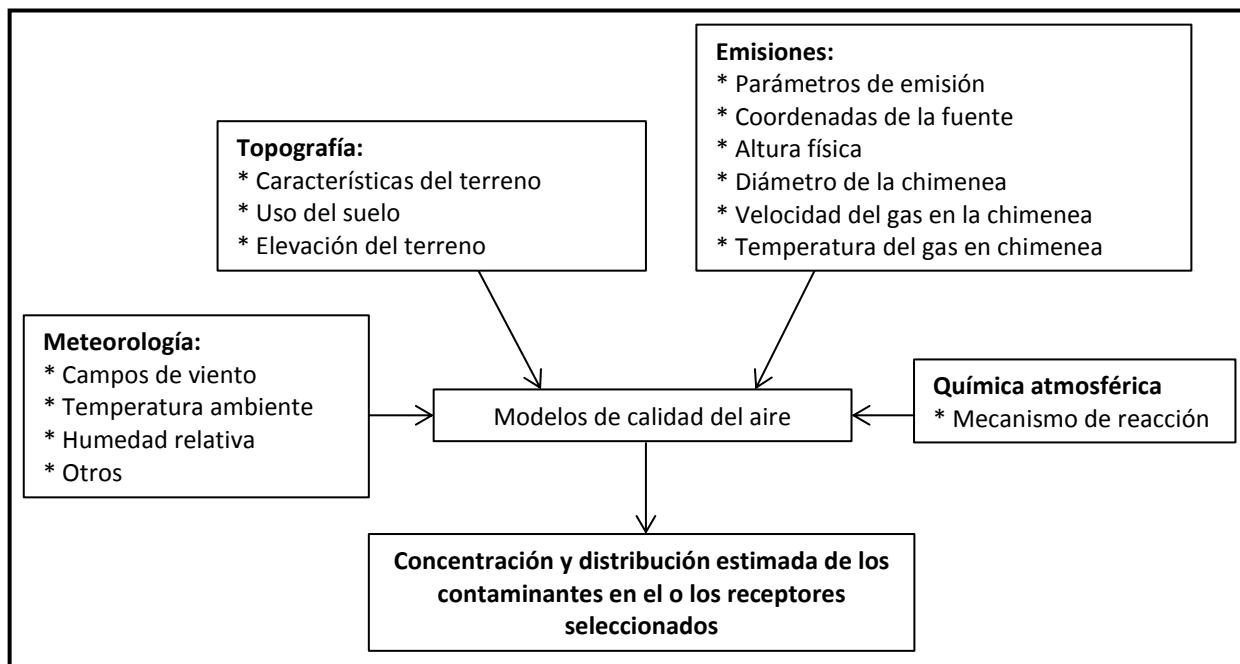 Emisiones:
* Parámetros de emisión
* Coordenadas de la fuente
* Altura física
* Diámetro de la chimenea
* Velocidad del gas en la chimenea
* Temperatura del gas en chimenea
Topografía:
* Características del terreno
* Uso del suelo
* Elevación del terreno
Meteorología:
* Campos de viento
* Temperatura ambiente
* Humedad relativa
* Otros
Modelos de calidad del aire
Química atmosférica
* Mecanismo de reacción
Concentración y distribución estimada de los
contaminantes en el o los receptores
seleccionados